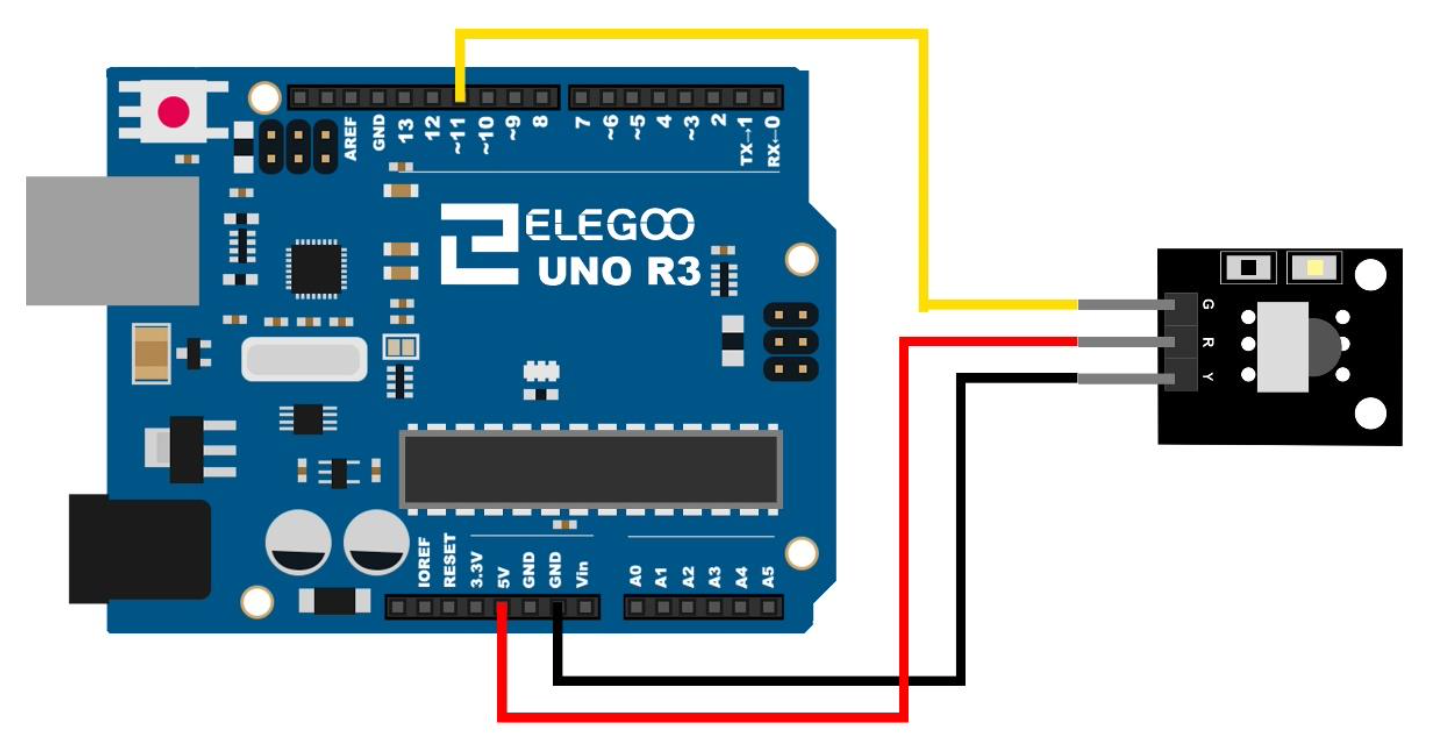 AREF
GND
13
12
~11
~10
~9
8
7
~6
~5
4
~3
2
TX→1
RX←0
ELEGOO
UNO R3
G
R
Y
IOREF
RESET
3.3V
5V
GND
GND
Vin
A0
A1
A2
A3
A4
A5